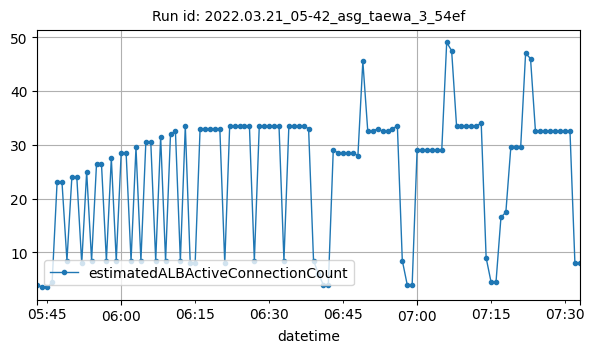 Run id: 2022.03.21_05-42_asg_taewa_3_54ef
50
40
30
20
10
estimatedALBActiveConnectionCount
05:45 06:00 06:15 06:30 06:45 07:00 07:15 07:30
datetime